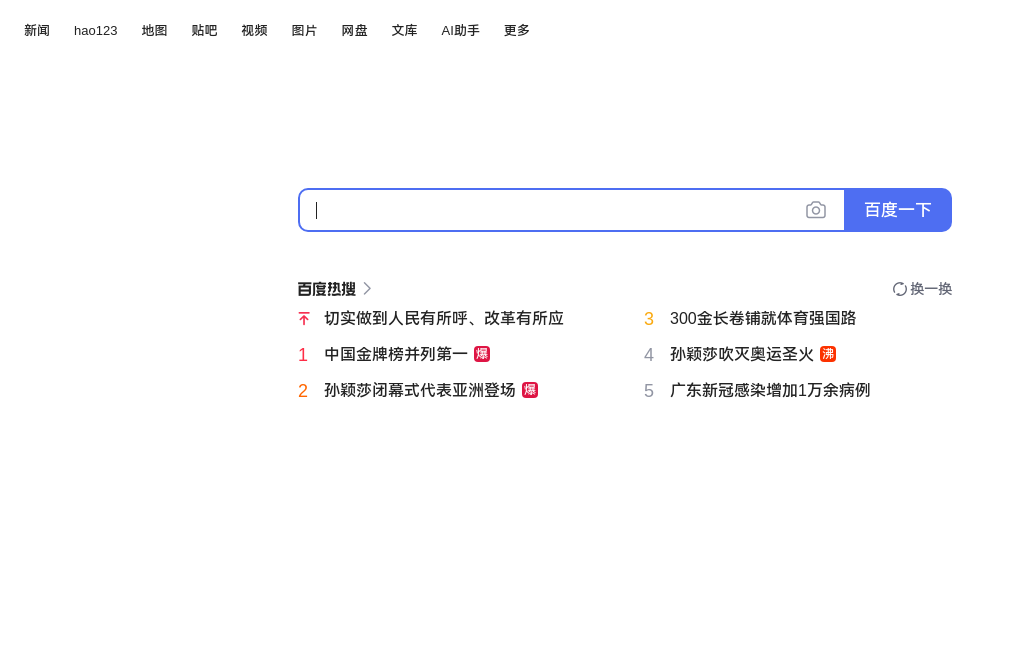 新闻 hao123 地图 贴吧 视频 图片 网盘 文库 AI助手 更多
百度一下
百度热搜 换一换
切实做到人民有所呼、改革有所应
1 中国金牌榜并列第一 爆
2 孙颖莎闭幕式代表亚洲登场 爆
3 300金长卷铺就体育强国路
4 孙颖莎吹灭奥运圣火 沸
5 广东新冠感染增加1万余病例